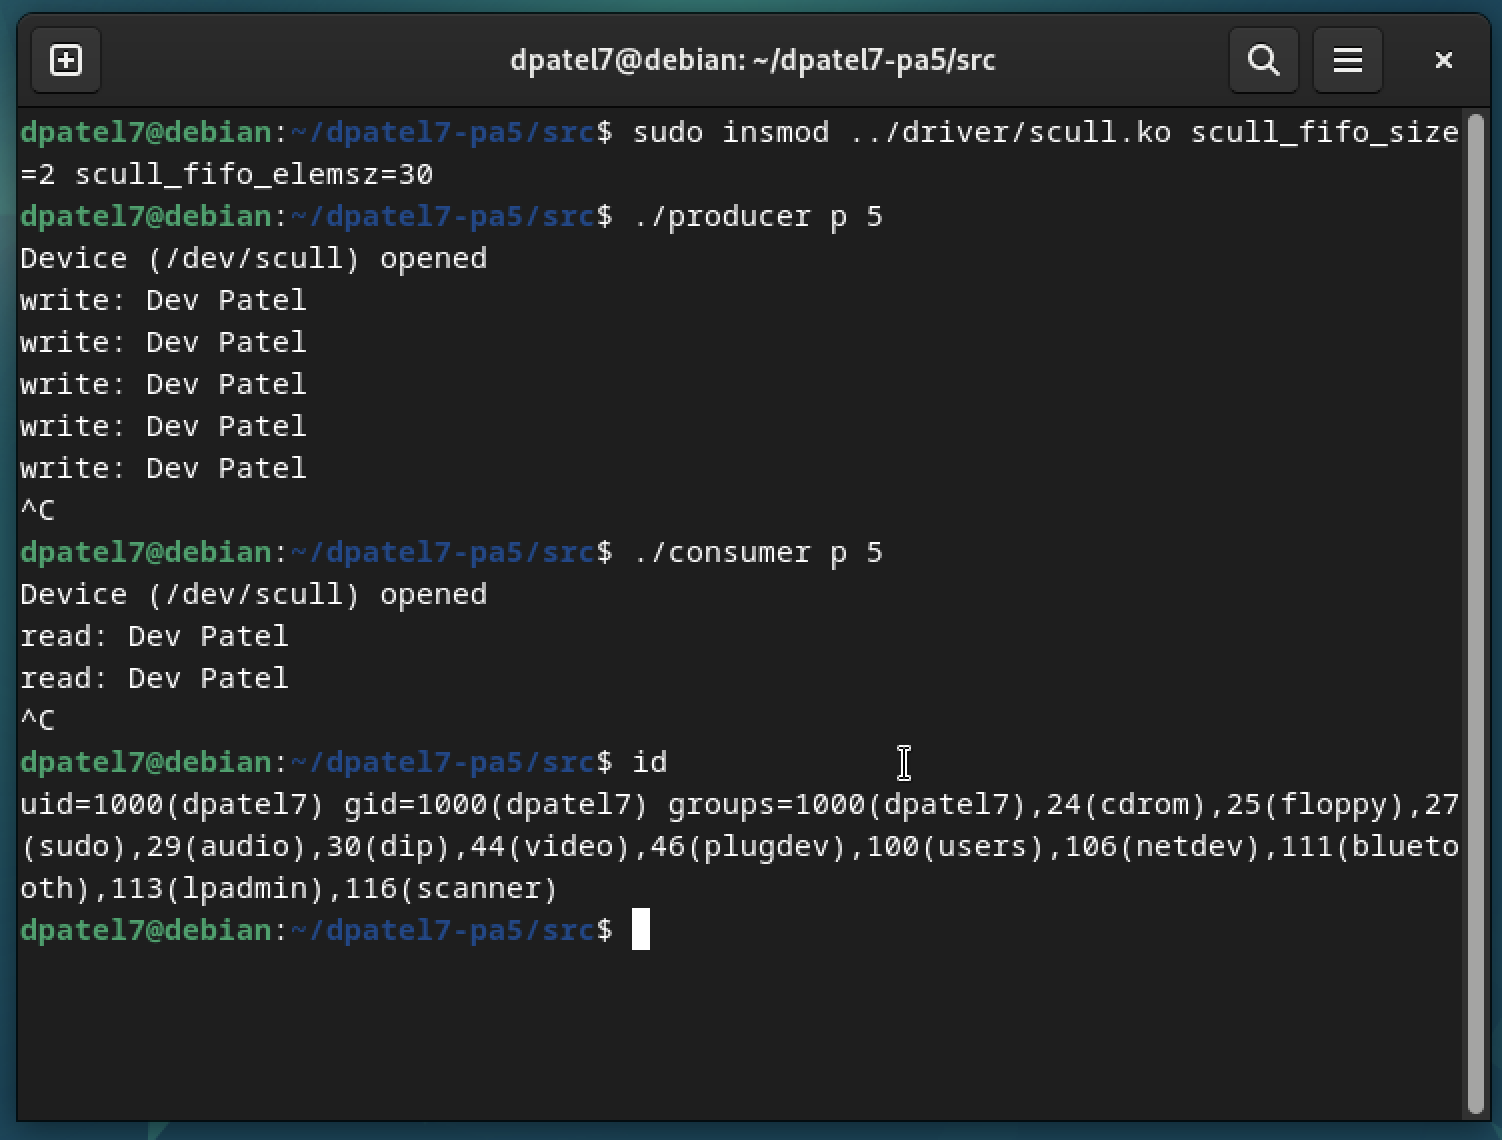 dpatel7@debian: ~/dpatel7-pa5/src
dpatel7@debian:~/dpatel7-pa5/src$ sudo insmod ../driver/scull.ko scull_fifo_size
=2 scull_fifo_elemsz=30
dpatel7@debian:~/dpatel7-pa5/src$ ./producer p 5
Device (/dev/scull) opened
write: Dev Patel
write: Dev Patel
write: Dev Patel
write: Dev Patel
write: Dev Patel
^C
dpatel7@debian:~/dpatel7-pa5/src$ ./consumer p 5
Device (/dev/scull) opened
read: Dev Patel
read: Dev Patel
^C
dpatel7@debian:~/dpatel7-pa5/src$ id
uid=1000(dpatel7) gid=1000(dpatel7) groups=1000(dpatel7),24(cdrom),25(floppy),27
(sudo),29(audio),30(dip),44(video),46(plugdev),100(users),106(netdev),111(blueto
oth),113(lpadmin),116(scanner)
dpatel7@debian:~/dpatel7-pa5/src$